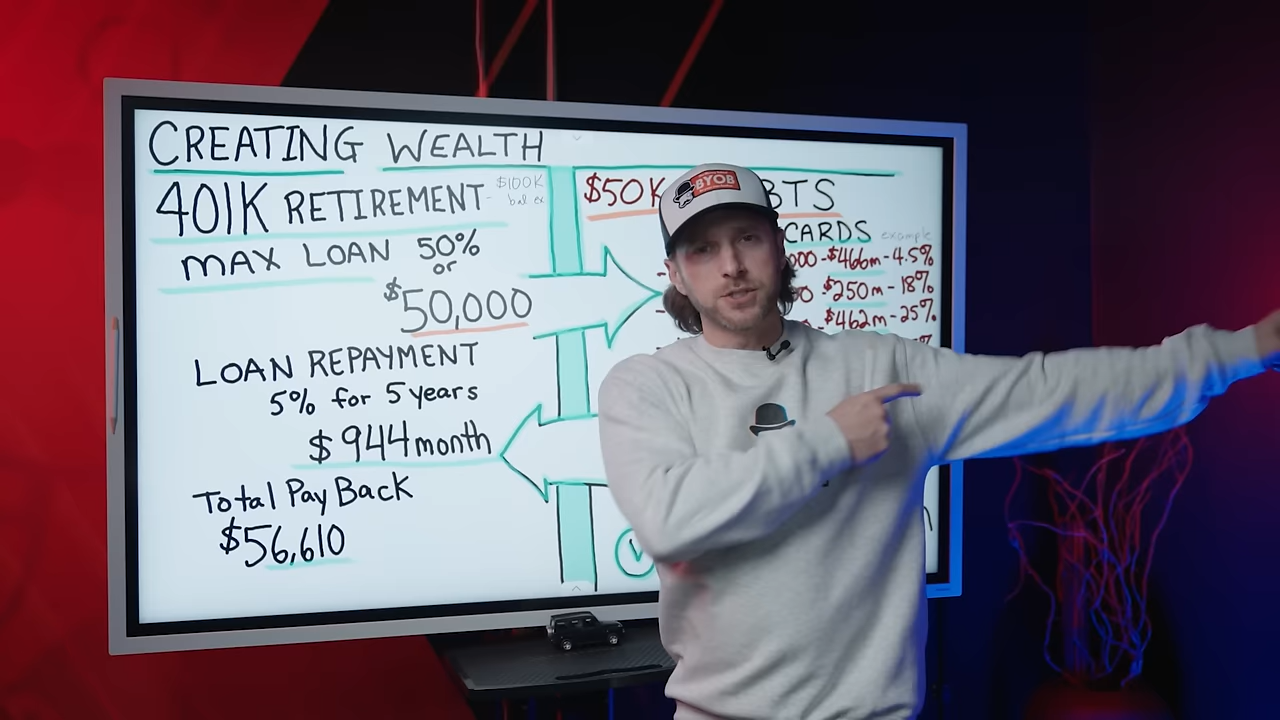 CREATING WEALTH
401K RETIREMENT - $100K
bal ex
MAX LOAN 50%
or
$50,000
LOAN REPAYMENT
5% for 5 years
$944 month
Total Pay Back
$56,610
$50K
BTS
CARDS example
000 - $466m - 4.5%
$250m - 18%
$462m - 25%
BYOB